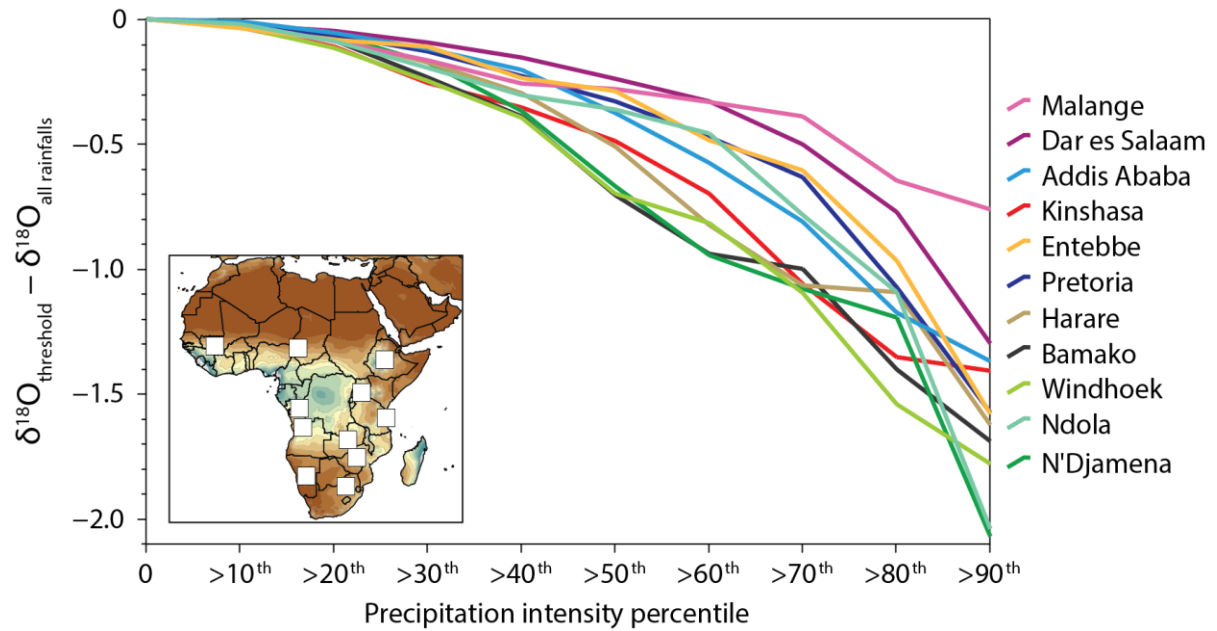 δ18Othreshold − δ18Oall rainfalls
0
−0.5
−1.0
−1.5
−2.0
0 >10th >20th >30th >40th >50th >60th >70th >80th >90th
Precipitation intensity percentile
Malange
Dar es Salaam
Addis Ababa
Kinshasa
Entebbe
Pretoria
Harare
Bamako
Windhoek
Ndola
N'Djamena